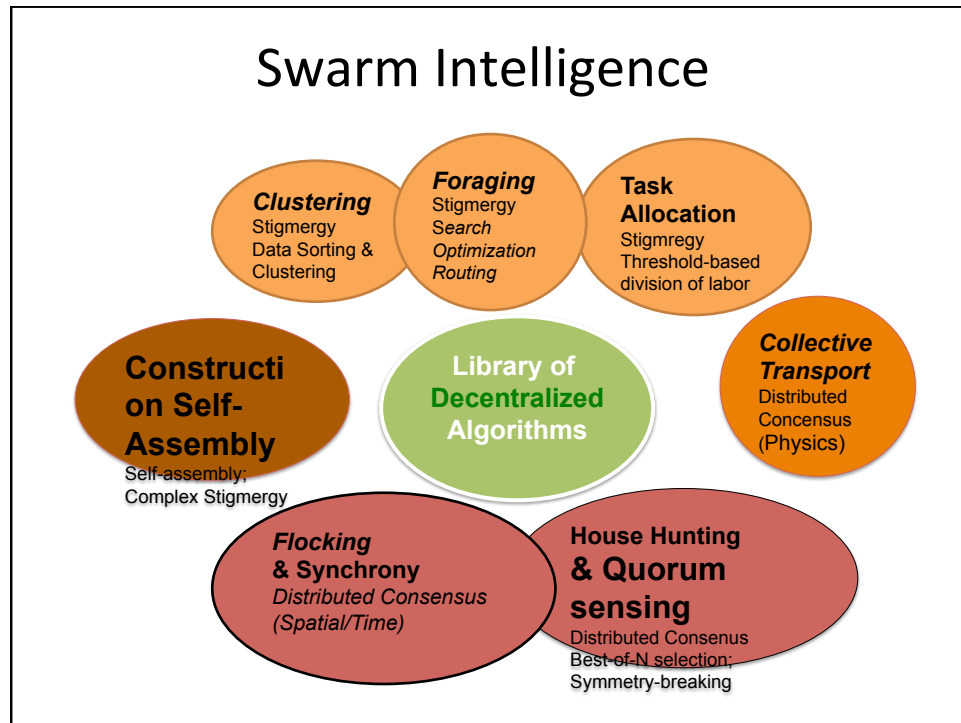 Swarm Intelligence
Clustering
Stigmergy
Data Sorting &
Clustering
Foraging
Stigmergy
Search
Optimization
Routing
Task
Allocation
Stigmregy
Threshold-based
division of labor
Constructi
on Self-
Assembly
Self-assembly;
Complex Stigmergy
Library of
Decentralized
Algorithms
Collective
Transport
Distributed
Concensus
(Physics)
Flocking
& Synchrony
Distributed Consensus
(Spatial/Time)
House Hunting
& Quorum
sensing
Distributed Consenus
Best-of-N selection;
Symmetry-breaking